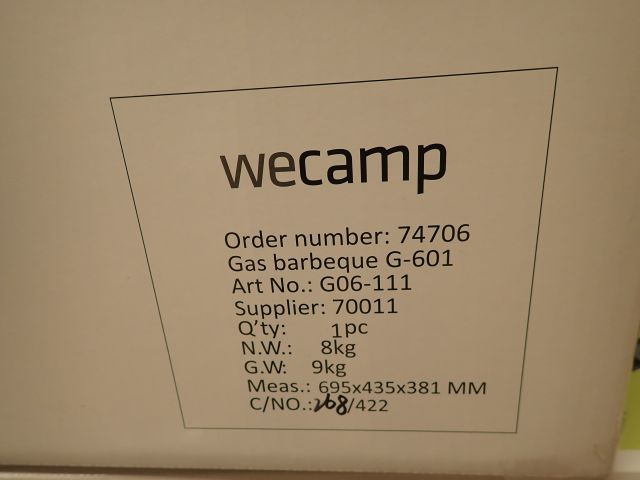 wecamp
Order number: 74706
Gas barbeque G-601
Art No.: G06-111
Supplier: 70011
Q'ty: 1pc
N.W.: 8kg
G.W: 9kg
Meas.: 695x435x381 MM
C/NO.:268/422